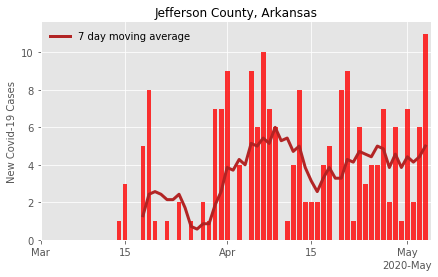 Jefferson County, Arkansas
7 day moving average
New Covid-19 Cases
10
8
6
4
2
0
Mar 15 Apr 15 May
2020-May